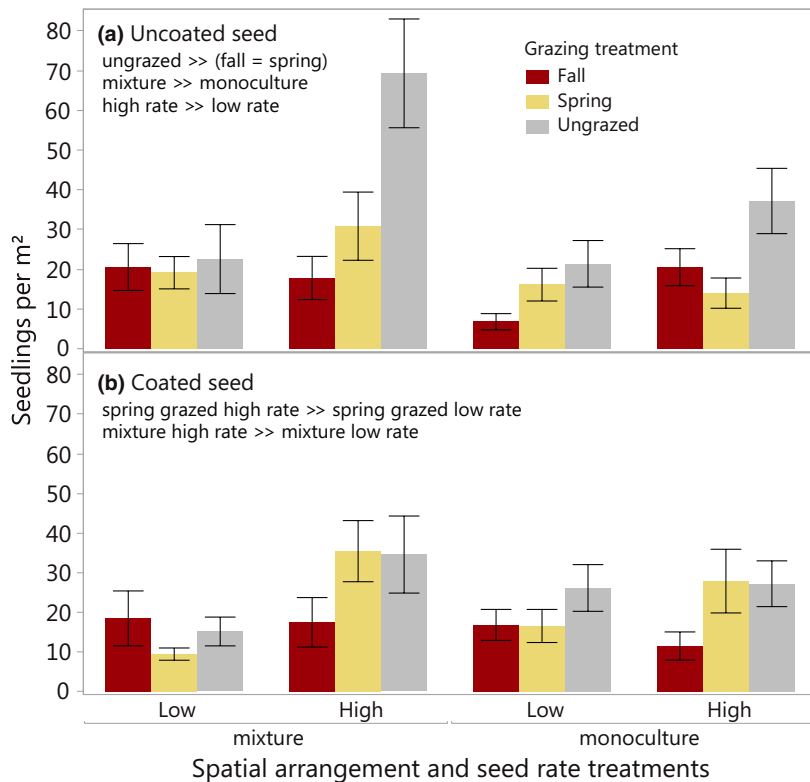 (a) Uncoated seed
ungrazed >> (fall = spring)
mixture >> monoculture
high rate >> low rate
Grazing treatment
Fall
Spring
Ungrazed
80
70
60
50
40
30
20
10
0
Seedlings per m²
(b) Coated seed
spring grazed high rate >> spring grazed low rate
mixture high rate >> mixture low rate
80
70
60
50
40
30
20
10
0
Low High Low High
mixture monoculture
Spatial arrangement and seed rate treatments